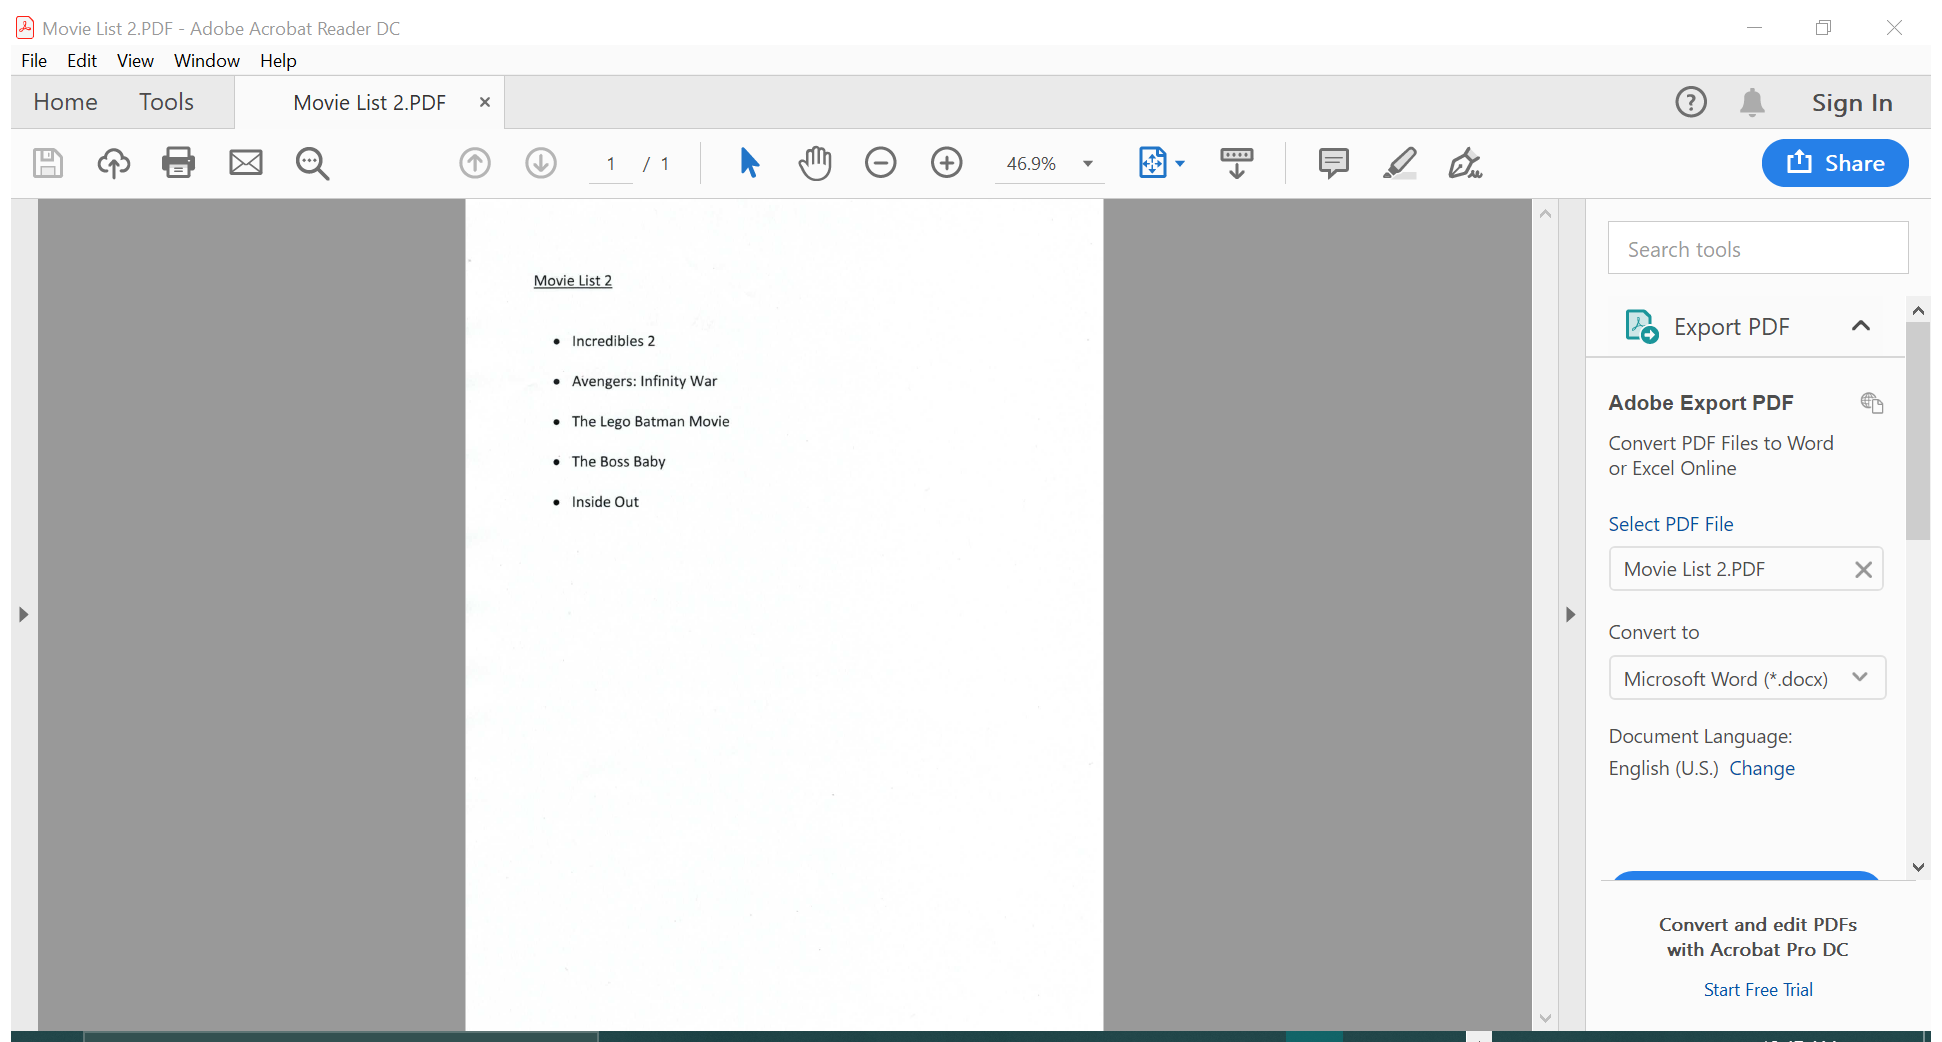 Movie List 2.PDF - Adobe Acrobat Reader DC
File Edit View Window Help
Home Tools Movie List 2.PDF × ? Sign In
1 / 1 46.9% Share
Movie List 2
• Incredibles 2
• Avengers: Infinity War
• The Lego Batman Movie
• The Boss Baby
• Inside Out
Search tools
Export PDF
Adobe Export PDF
Convert PDF Files to Word
or Excel Online
Select PDF File
Movie List 2.PDF
Convert to
Microsoft Word (*.docx)
Document Language:
English (U.S.) Change
Convert and edit PDFs
with Acrobat Pro DC
Start Free Trial